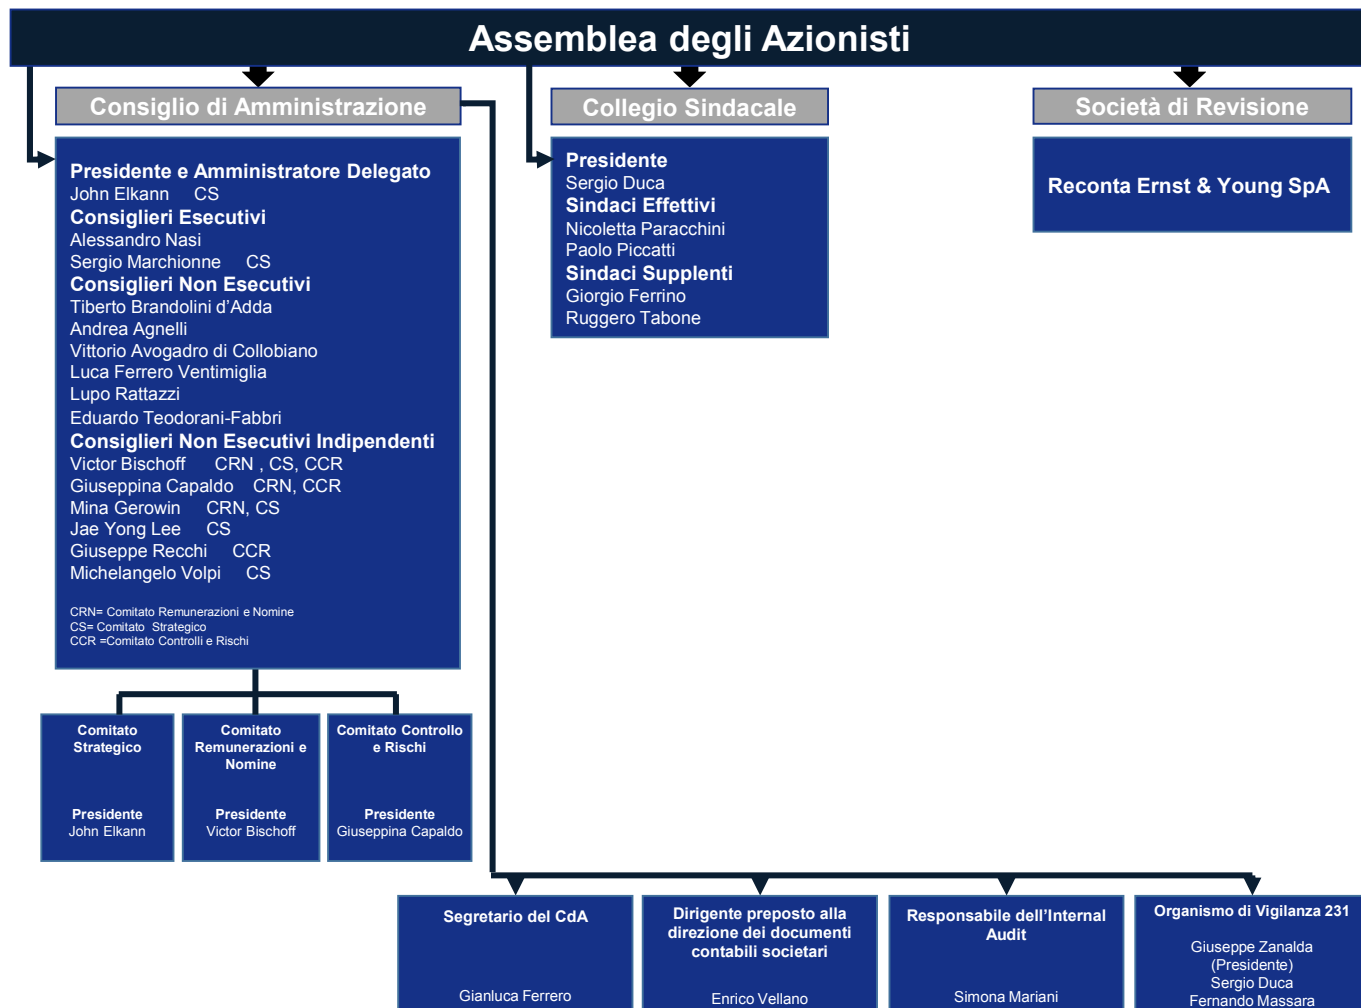 Assemblea degli Azionisti
Consiglio di Amministrazione
Presidente e Amministratore Delegato
John Elkann CS
Consiglieri Esecutivi
Alessandro Nasi
Sergio Marchionne CS
Consiglieri Non Esecutivi
Tiberto Brandolini d’Adda
Andrea Agnelli
Vittorio Avogadro di Collobiano
Luca Ferrero Ventimiglia
Lupo Rattazzi
Eduardo Teodorani-Fabbri
Consiglieri Non Esecutivi Indipendenti
Victor Bischoff CRN , CS, CCR
Giuseppina Capaldo CRN, CCR
Mina Gerowin CRN, CS
Jae Yong Lee CS
Giuseppe Recchi CCR
Michelangelo Volpi CS
CRN= Comitato Remunerazioni e Nomine
CS= Comitato Strategico
CCR =Comitato Controlli e Rischi
Collegio Sindacale
Presidente
Sergio Duca
Sindaci Effettivi
Nicoletta Paracchini
Paolo Piccatti
Sindaci Supplenti
Giorgio Ferrino
Ruggero Tabone
Società di Revisione
Reconta Ernst & Young SpA
Comitato
Strategico
Presidente
John Elkann
Comitato
Remunerazioni e
Nomine
Presidente
Victor Bischoff
Comitato Controllo
e Rischi
Presidente
Giuseppina Capaldo
Segretario del CdA
Gianluca Ferrero
Dirigente preposto alla
direzione dei documenti
contabili societari
Enrico Vellano
Responsabile dell’Internal
Audit
Simona Mariani
Organismo di Vigilanza 231
Giuseppe Zanalda
(Presidente)
Sergio Duca
Fernando Massara